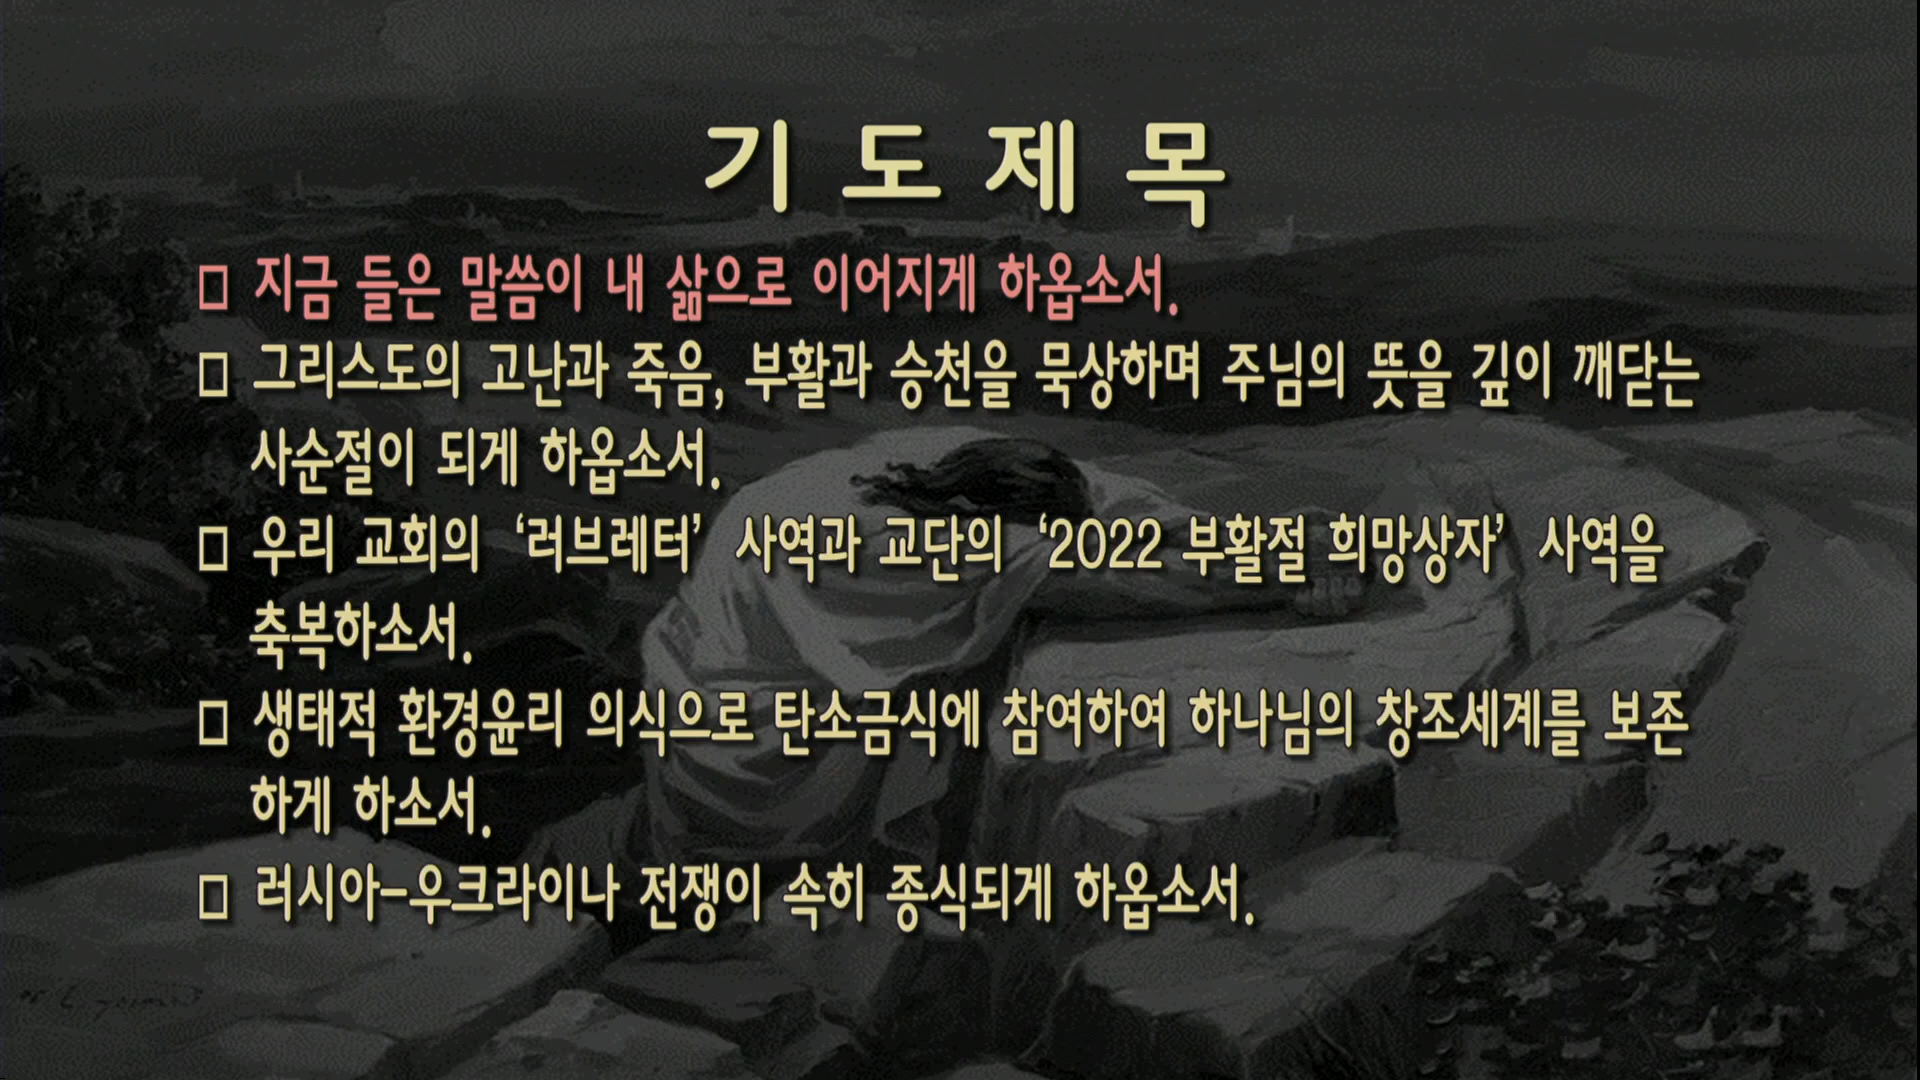 기도제목
□ 지금 들은 말씀이 내 삶으로 이어지게 하옵소서.
□ 그리스도의 고난과 죽음, 부활과 승천을 묵상하며 주님의 뜻을 깊이 깨닫는
사순절이 되게 하옵소서.
□ 우리 교회의 ‘러브레터’ 사역과 교단의 ‘2022 부활절 희망상자’ 사역을
축복하소서.
□ 생태적 환경윤리 의식으로 탄소금식에 참여하여 하나님의 창조세계를 보존
하게 하소서.
□ 러시아-우크라이나 전쟁이 속히 종식되게 하옵소서.